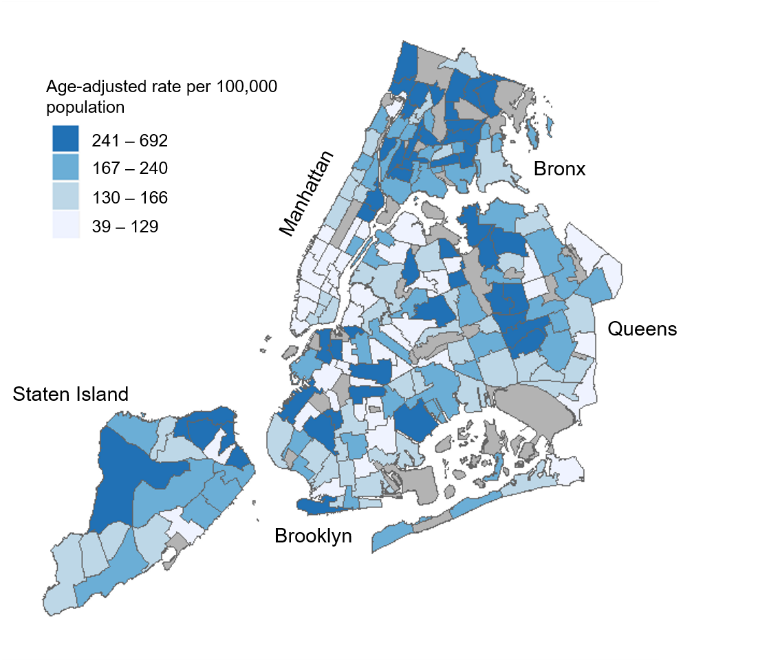 Age-adjusted rate per 100,000
population
241 – 692
167 – 240
130 – 166
39 – 129
Manhattan
Bronx
Queens
Staten Island
Brooklyn